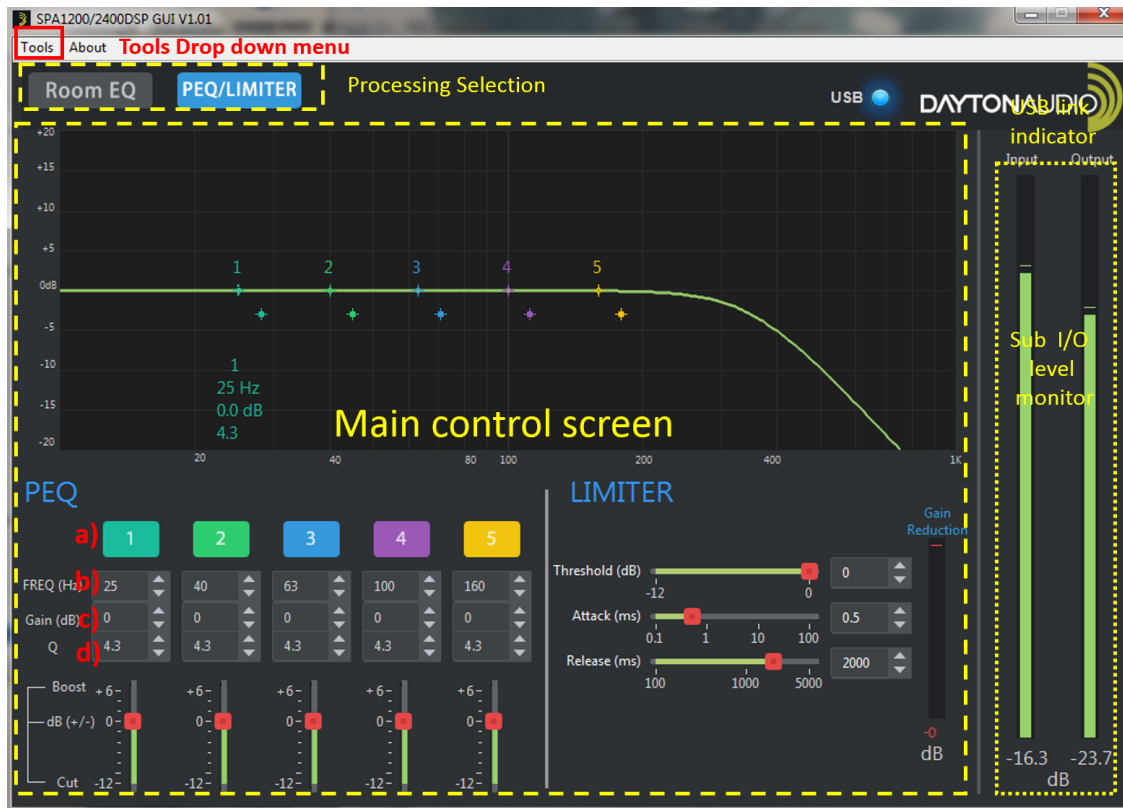 SPA1200/2400DSP GUI V1.01
Tools About Tools Drop down menu
Room EQ PEQ/LIMITER Processing Selection
USB DAYTONAUDIO
USB link
indicator
Input Output
+20
+15
+10
+5
0dB
-5
-10
-15
-20
1 2 3 4 5
1
25 Hz
0.0 dB
4.3
Main control screen
20 40 80 100 200 400 1K
Sub I/O
level
monitor
PEQ
a) 1 2 3 4 5
FREQ (Hz) b) 25 40 63 100 160
Gain (dB) c) 0 0 0 0 0
Q d) 4.3 4.3 4.3 4.3 4.3
Boost +6- +6- +6- +6- +6-
dB (+/-) 0- 0- 0- 0- 0-
Cut -12- -12- -12- -12- -12-
LIMITER
Gain
Reduction
Threshold (dB) 0
-12 0
Attack (ms) 0.5
0.1 1 10 100
Release (ms) 2000
100 1000 5000
-0
dB
-16.3 -23.7
dB